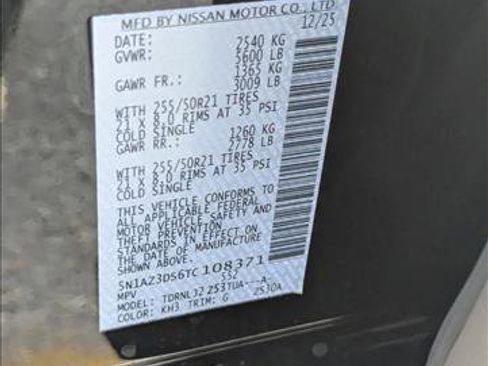 MFD BY NISSAN MOTOR CO., LTD.
DATE: 12/25
GVWR: 2540 KG
5600 LB
GAWR FR.: 1365 KG
3009 LB
WITH 255/50R21 TIRES
21 X 8.0 RIMS AT 35 PSI
COLD SINGLE
GAWR RR.: 1260 KG
2778 LB
WITH 255/50R21 TIRES
21 X 8.0 RIMS AT 35 PSI
COLD SINGLE
THIS VEHICLE CONFORMS TO
ALL APPLICABLE FEDERAL
MOTOR VEHICLE SAFETY AND
THEFT PREVENTION
STANDARDS IN EFFECT ON
THE DATE OF MANUFACTURE
SHOWN ABOVE.
5N1AZ3DS6TC108371
MPV S5Z
MODEL: TDRNLJZZ53TUA---A-
COLOR: KH3 TRIM: G Z530A